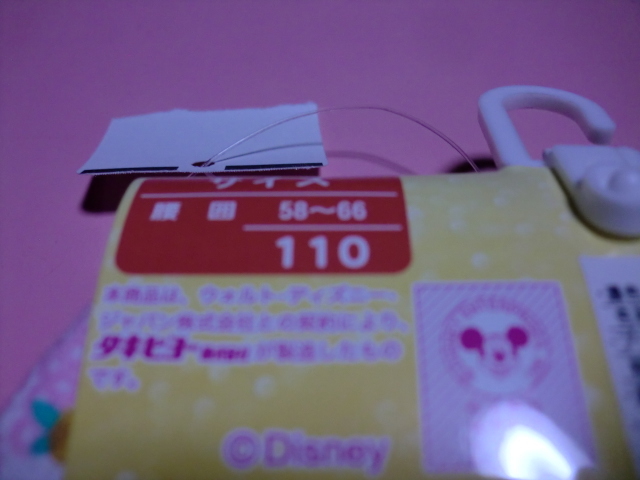 サイズ
腰囲 58～66
110
本商品は、ウォルト・ディズニー・
ジャパン株式会社との契約により、
タキヒヨー株式会社が製造したもの
です。
©Disney